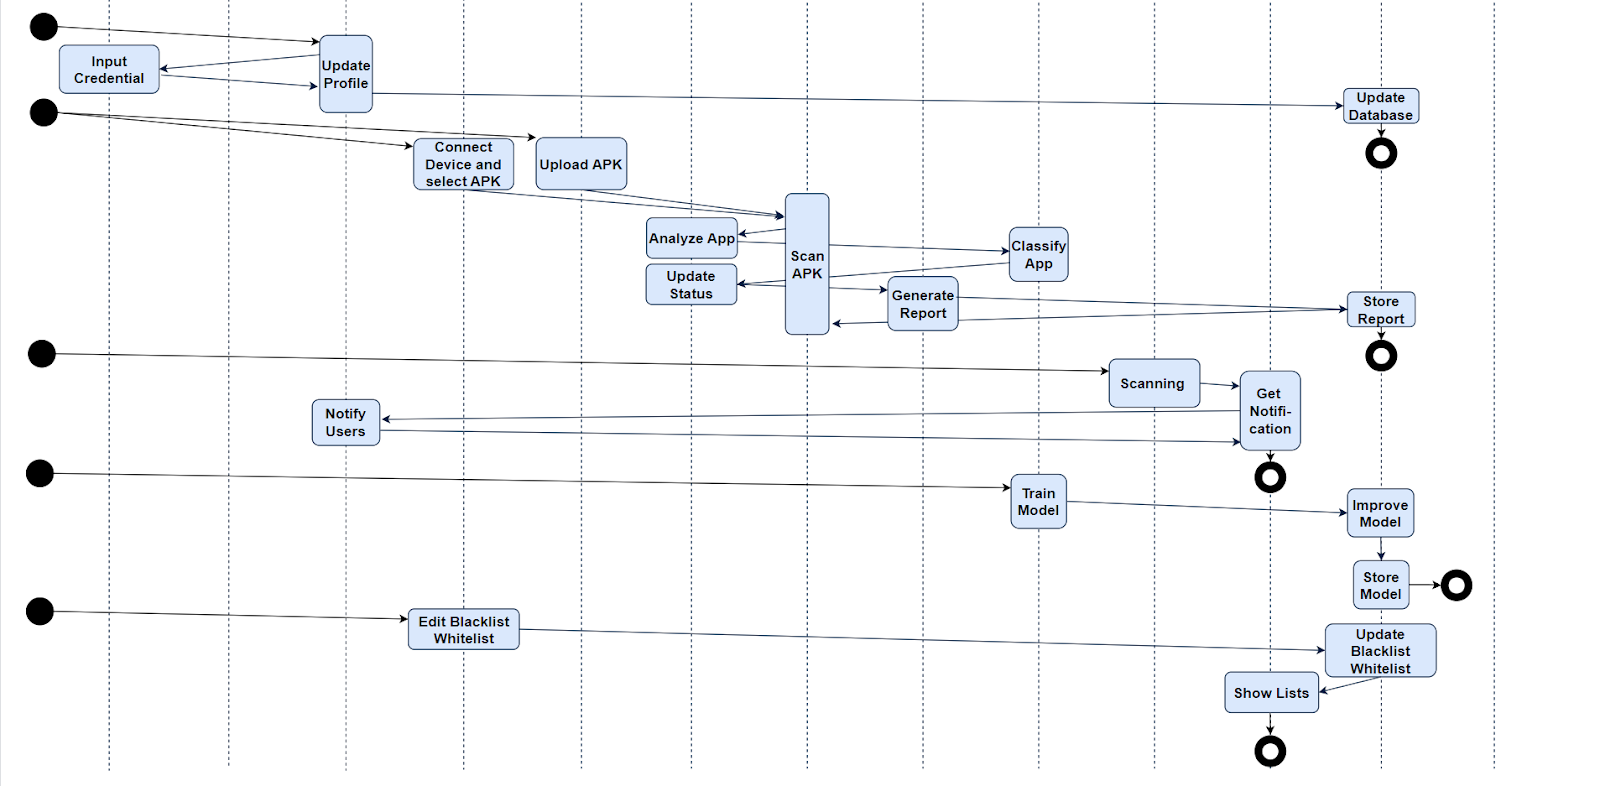 Input
Credential
Update
Profile
Update
Database
Connect
Device and
select APK
Upload APK
Analyze App
Update
Status
Scan
APK
Generate
Report
Classify
App
Store
Report
Scanning
Get
Notifi-
cation
Notify
Users
Train
Model
Improve
Model
Store
Model
Edit Blacklist
Whitelist
Update
Blacklist
Whitelist
Show Lists